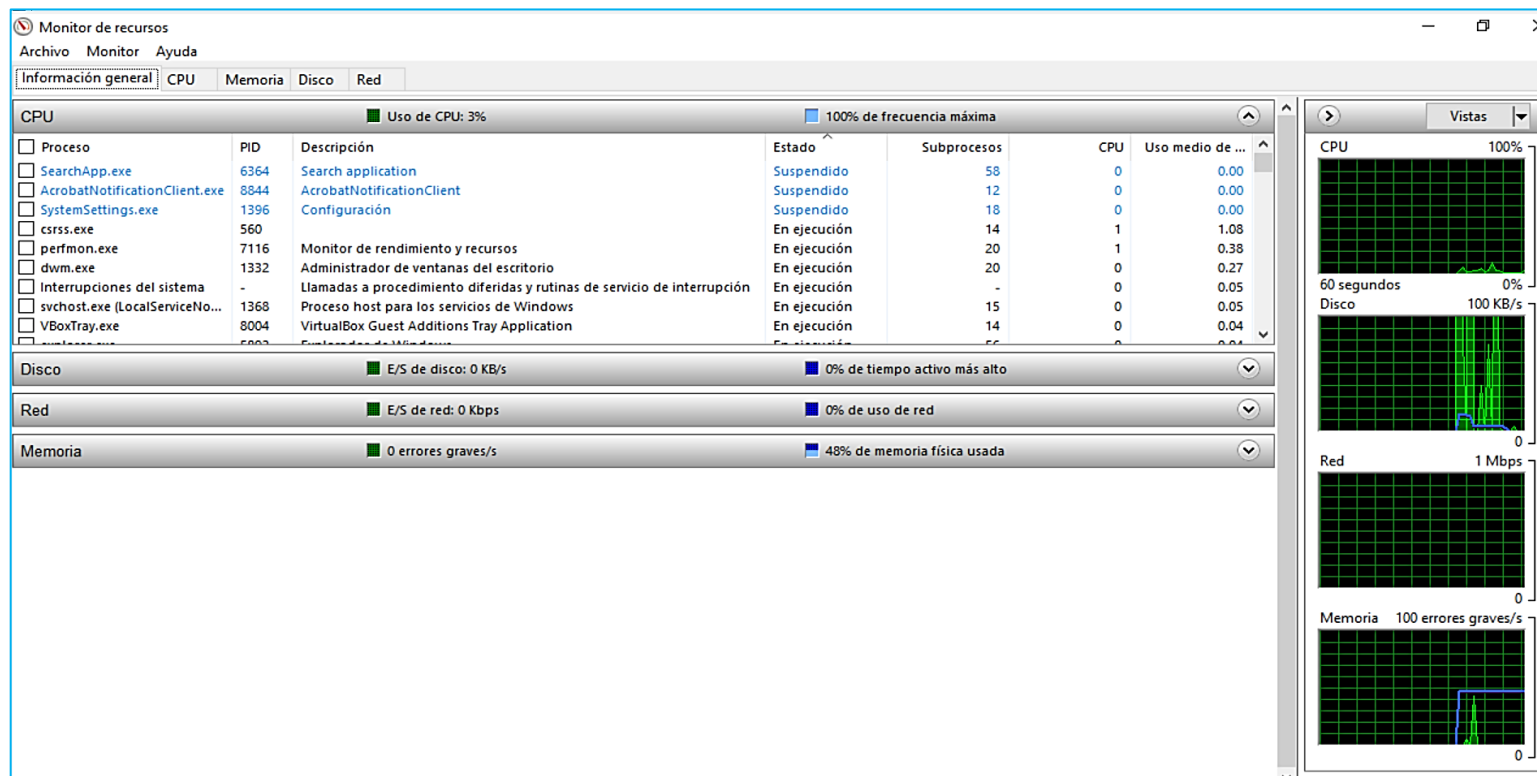 Monitor de recursos
Archivo Monitor Ayuda
Información general CPU Memoria Disco Red
CPU Uso de CPU: 3% 100% de frecuencia máxima
Proceso PID Descripción Estado Subprocesos CPU Uso medio de ...
SearchApp.exe 6364 Search application Suspendido 58 0 0.00
AcrobatNotificationClient.exe 8844 AcrobatNotificationClient Suspendido 12 0 0.00
SystemSettings.exe 1396 Configuración Suspendido 18 0 0.00
csrss.exe 560 En ejecución 14 1 1.08
perfmon.exe 7116 Monitor de rendimiento y recursos En ejecución 20 1 0.38
dwm.exe 1332 Administrador de ventanas del escritorio En ejecución 20 0 0.27
Interrupciones del sistema - Llamadas a procedimiento diferidas y rutinas de servicio de interrupción En ejecución - 0 0.05
svchost.exe (LocalServiceNo... 1368 Proceso host para los servicios de Windows En ejecución 15 0 0.05
VBoxTray.exe 8004 VirtualBox Guest Additions Tray Application En ejecución 14 0 0.04
Disco E/S de disco: 0 KB/s 0% de tiempo activo más alto
Red E/S de red: 0 Kbps 0% de uso de red
Memoria 0 errores graves/s 48% de memoria física usada
Vistas
CPU 100%
60 segundos 0%
Disco 100 KB/s
0
Red 1 Mbps
0
Memoria 100 errores graves/s
0